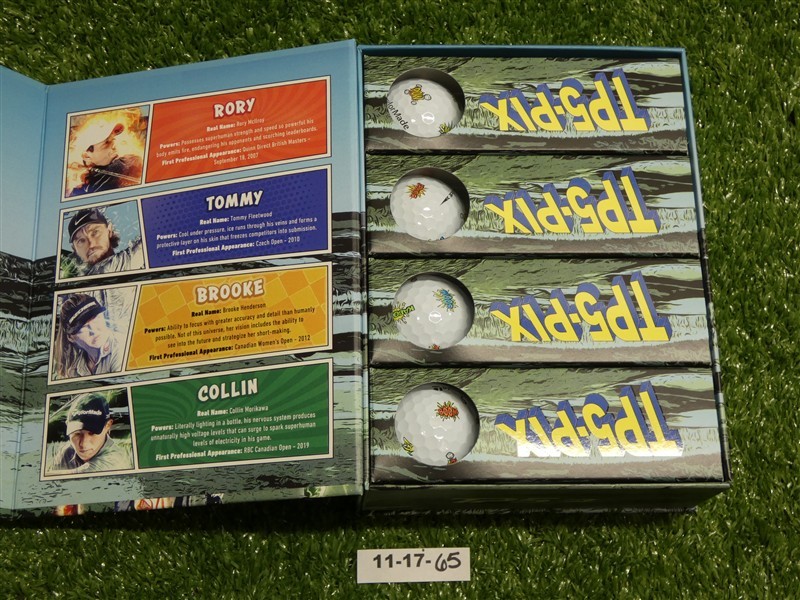 RORY
Real Name: Rory McIlroy
Powers: Possesses superhuman strength and speed so powerful his
body emits fire, endangering his opponents and scorching leaderboards.
First Professional Appearance: Quinn Direct British Masters -
September 18, 2007
TOMMY
Real Name: Tommy Fleetwood
Powers: Cool under pressure, ice runs through his veins and forms a
protective layer on his skin that freezes competitors into submission.
First Professional Appearance: Czech Open - 2010
BROOKE
Real Name: Brooke Henderson
Powers: Ability to focus with greater accuracy and detail than humanly
possible. Not of this universe, her vision includes the ability to
see into the future and strategize her shot-making.
First Professional Appearance: Canadian Women's Open - 2012
TaylorMade
COLLIN
Real Name: Collin Morikawa
Powers: Literally lighting in a bottle, his nervous system produces
unnaturally high voltage levels that can surge to spark superhuman
levels of electricity in his game.
First Professional Appearance: RBC Canadian Open - 2019
TaylorMade
TP5-PIX
TP5-PIX
TP5-PIX
TP5-PIX
11-17-65